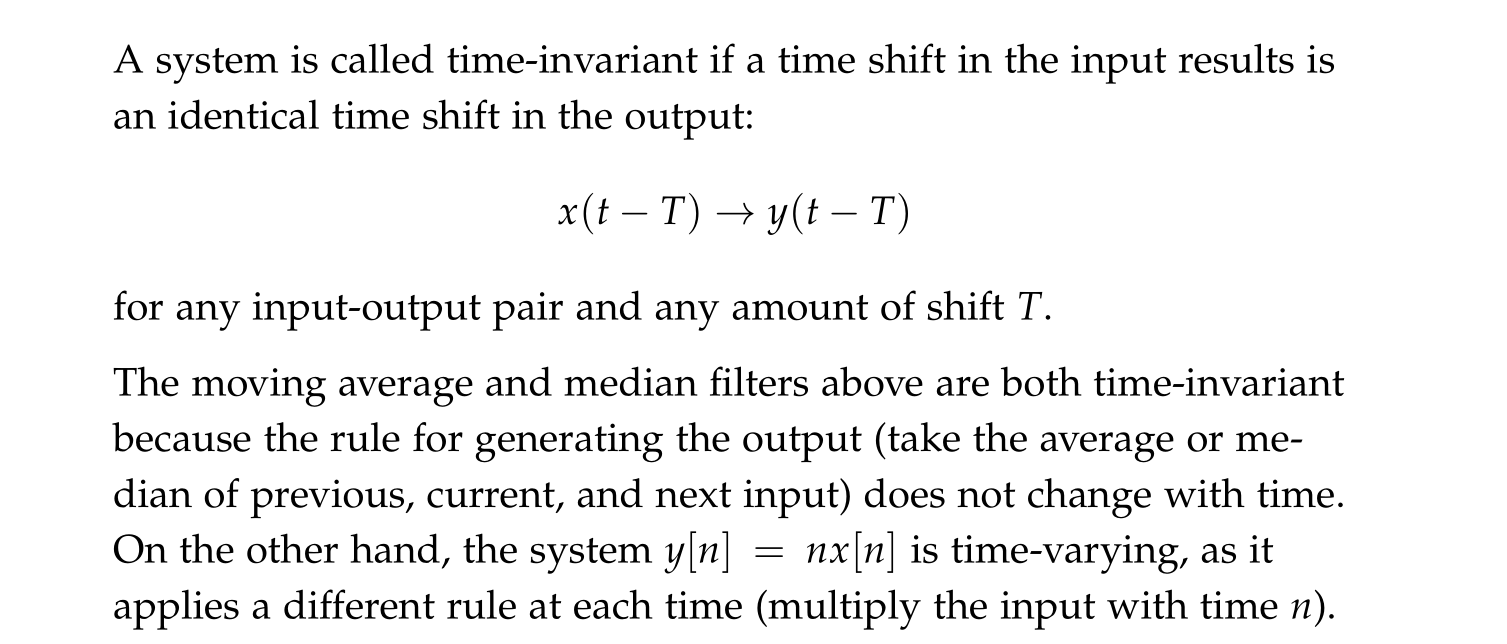 A system is called time-invariant if a time shift in the input results is
an identical time shift in the output:
x(t − T) → y(t − T)
for any input-output pair and any amount of shift T.
The moving average and median filters above are both time-invariant
because the rule for generating the output (take the average or me-
dian of previous, current, and next input) does not change with time.
On the other hand, the system y[n] = nx[n] is time-varying, as it
applies a different rule at each time (multiply the input with time n).